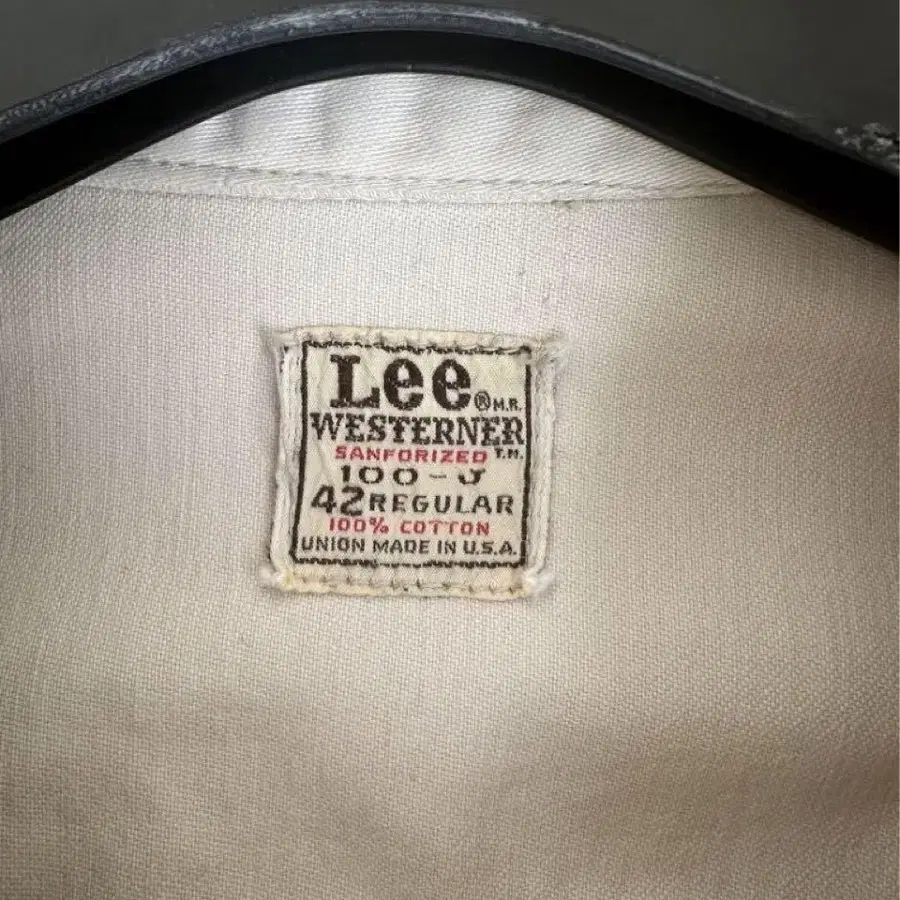 Lee ® M.R.
WESTERNER T.M.
SANFORIZED
100-J
42 REGULAR
100% COTTON
UNION MADE IN U.S.A.